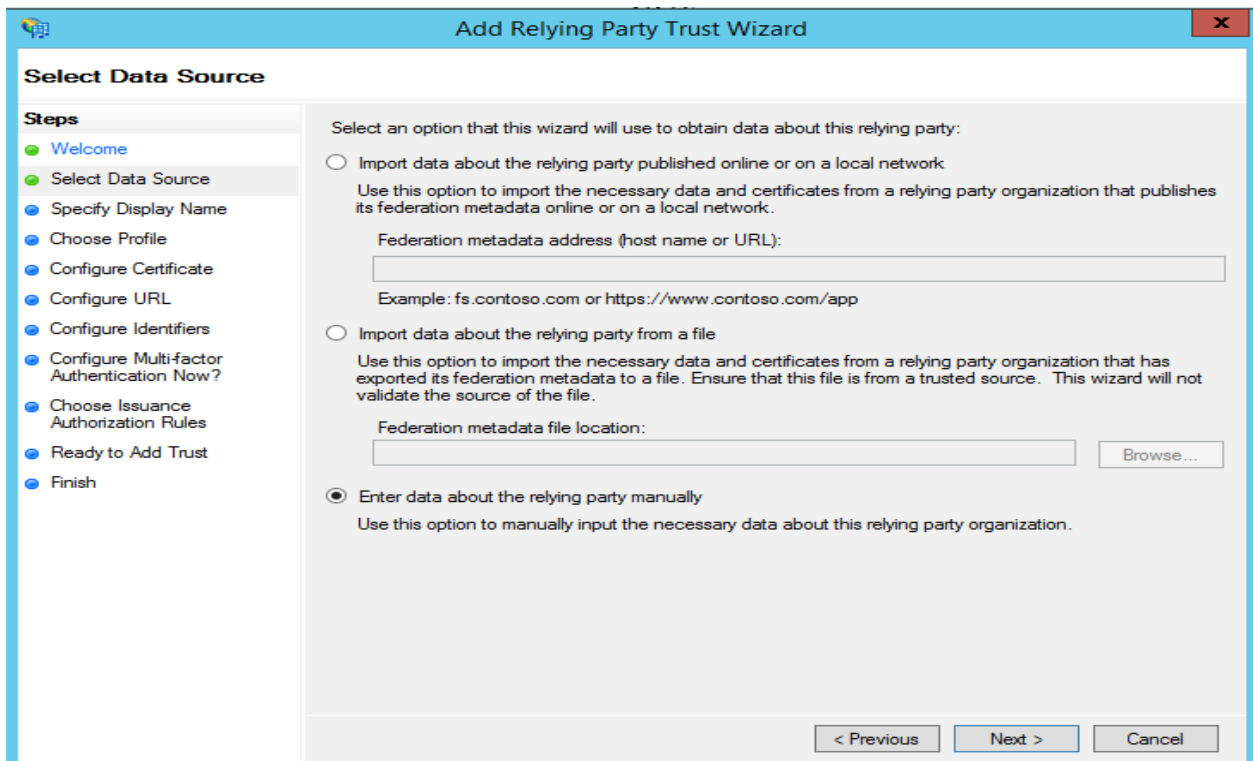 Add Relying Party Trust Wizard
x
Select Data Source
Steps
Welcome
Select Data Source
Specify Display Name
Choose Profile
Configure Certificate
Configure URL
Configure Identifiers
Configure Multi-factor
Authentication Now?
Choose Issuance
Authorization Rules
Ready to Add Trust
Finish
Select an option that this wizard will use to obtain data about this relying party:
Import data about the relying party published online or on a local network
Use this option to import the necessary data and certificates from a relying party organization that publishes
its federation metadata online or on a local network.
Federation metadata address (host name or URL):
Example: fs.contoso.com or https://www.contoso.com/app
Import data about the relying party from a file
Use this option to import the necessary data and certificates from a relying party organization that has
exported its federation metadata to a file. Ensure that this file is from a trusted source. This wizard will not
validate the source of the file.
Federation metadata file location:
Browse...
Enter data about the relying party manually
Use this option to manually input the necessary data about this relying party organization.
< Previous
Next >
Cancel